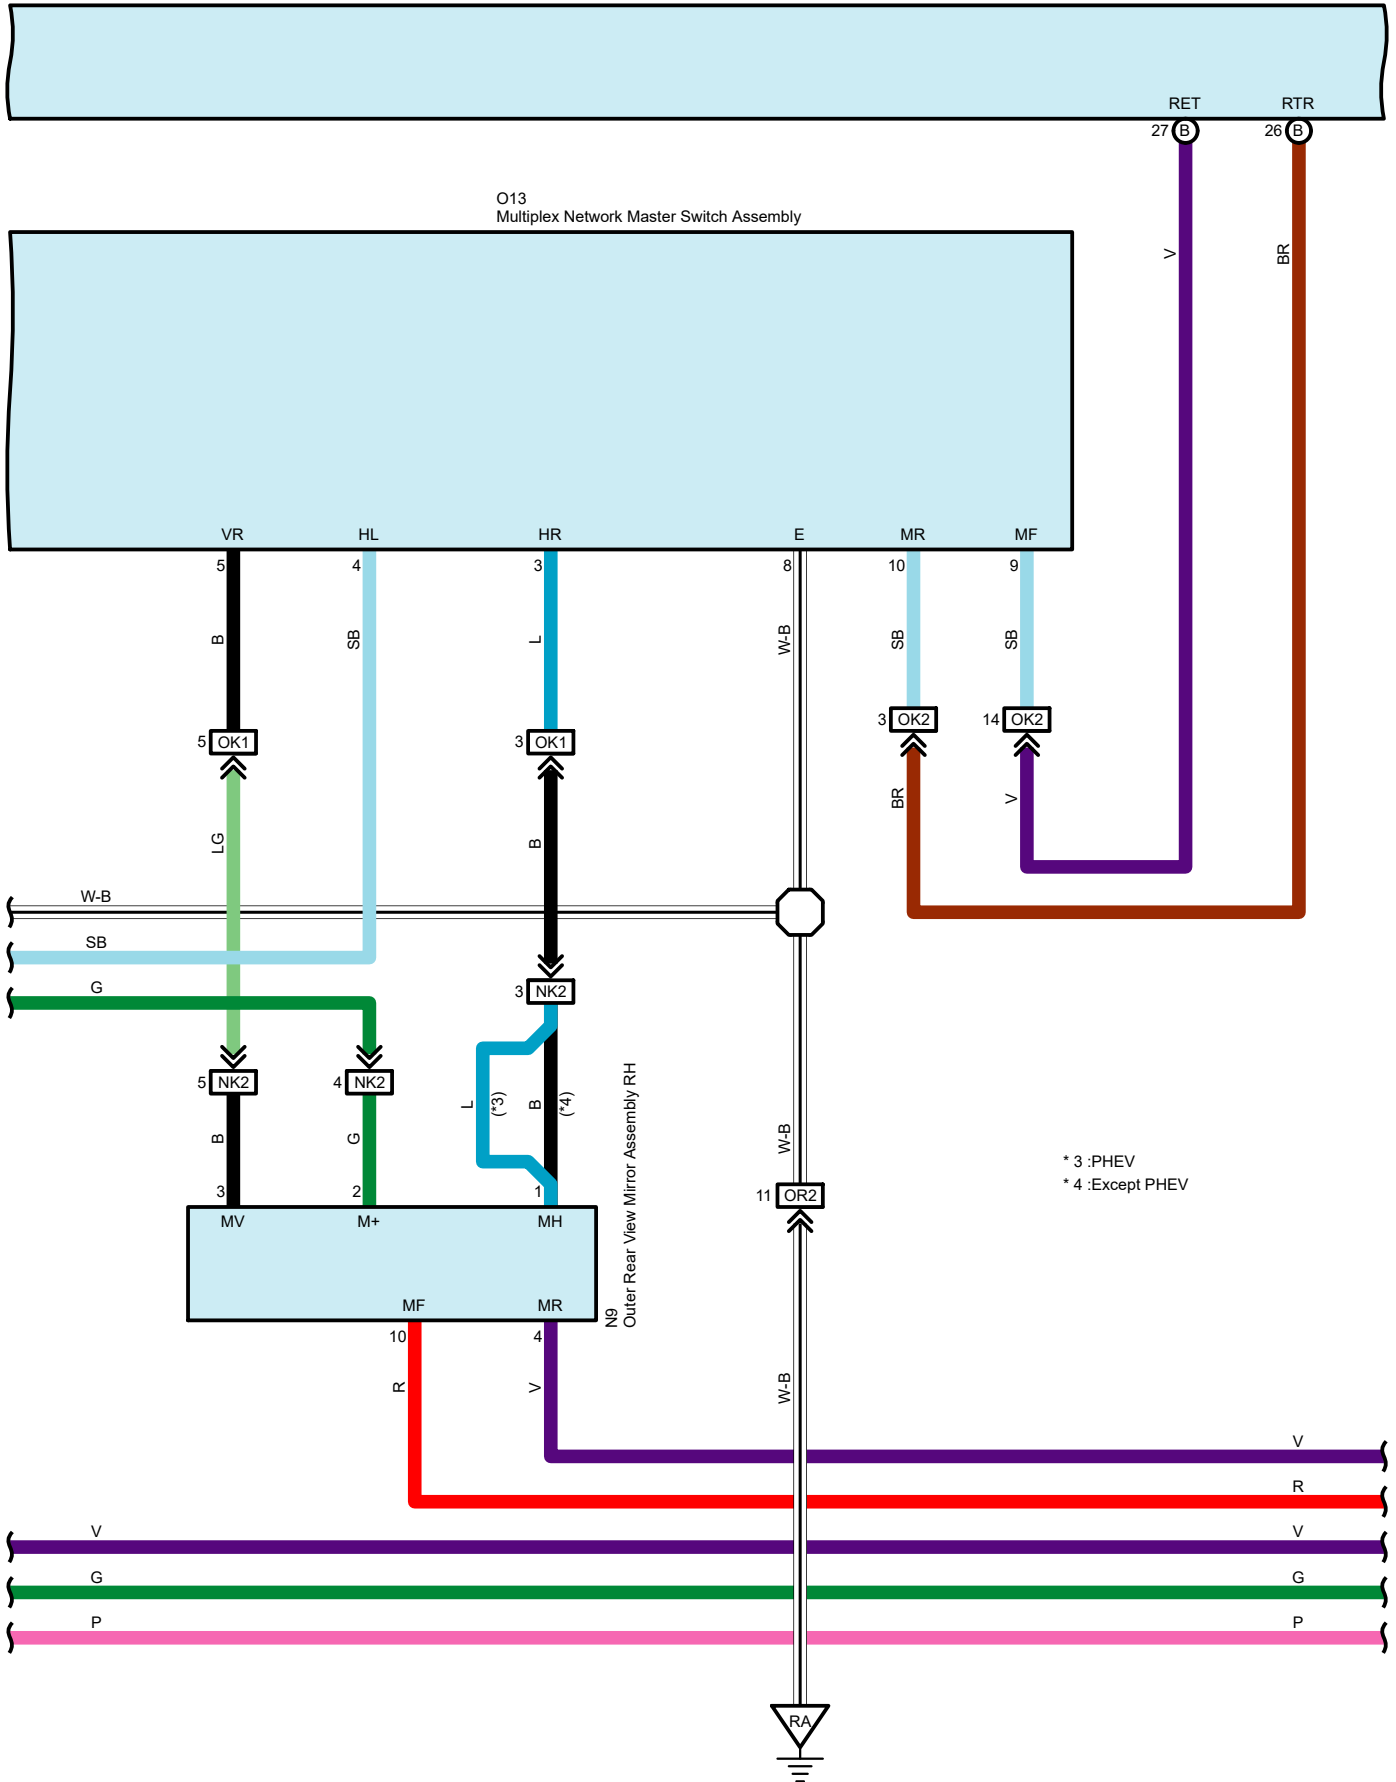 RET RTR
27 B 26 B
O13
Multiplex Network Master Switch Assembly
V BR
VR HL HR E MR MF
5 4 3 8 10 9
B SB L W-B SB SB
3 OK2 14 OK2
5 OK1 3 OK1
BR V
LG B
W-B
SB
G
3 NK2
5 NK2 4 NK2
L (*3) B (*4)
B G W-B
* 3 :PHEV
* 4 :Except PHEV
3 2 1
11 OR2
MV M+ MH
N9
Outer Rear View Mirror Assembly RH
MF MR
10 4
R V W-B
V
R
V V
G G
P P
RA